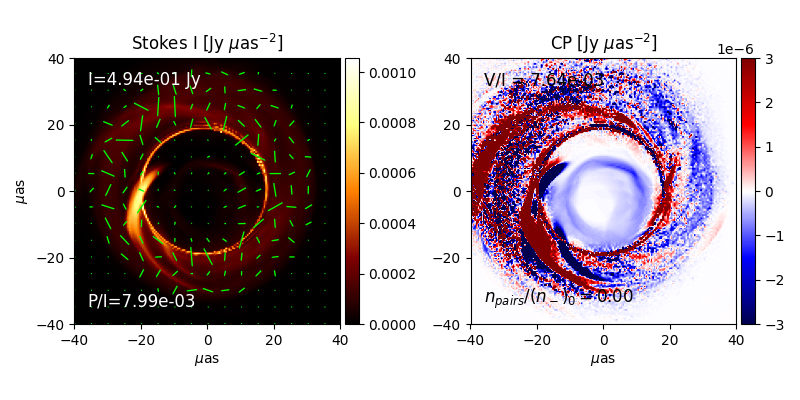 Stokes I [Jy μas⁻²]
I=4.94e-01 Jy
P/I=7.99e-03
40
20
0
−20
−40
−40 −20 0 20 40
μas
μas
0.0010
0.0008
0.0006
0.0004
0.0002
0.0000
CP [Jy μas⁻²]
1e−6
V/I = 7.64e-03
n_pairs/(n_−)_0 = 0.00
40
20
0
−20
−40
−40 −20 0 20 40
μas
3
2
1
0
−1
−2
−3